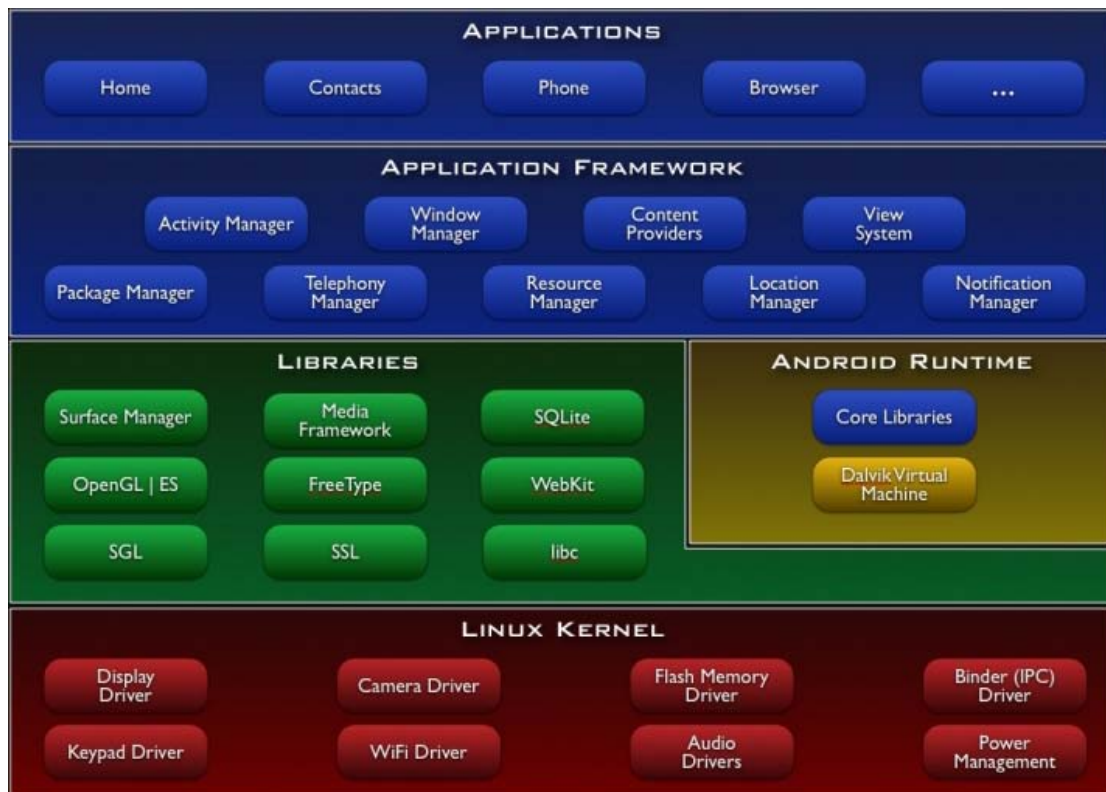 APPLICATIONS
Home
Contacts
Phone
Browser
...
APPLICATION FRAMEWORK
Activity Manager
Window
Manager
Content
Providers
View
System
Package Manager
Telephony
Manager
Resource
Manager
Location
Manager
Notification
Manager
LIBRARIES
Surface Manager
Media
Framework
SQLite
OpenGL | ES
FreeType
WebKit
SGL
SSL
libc
ANDROID RUNTIME
Core Libraries
Dalvik Virtual
Machine
LINUX KERNEL
Display
Driver
Camera Driver
Flash Memory
Driver
Binder (IPC)
Driver
Keypad Driver
WiFi Driver
Audio
Drivers
Power
Management